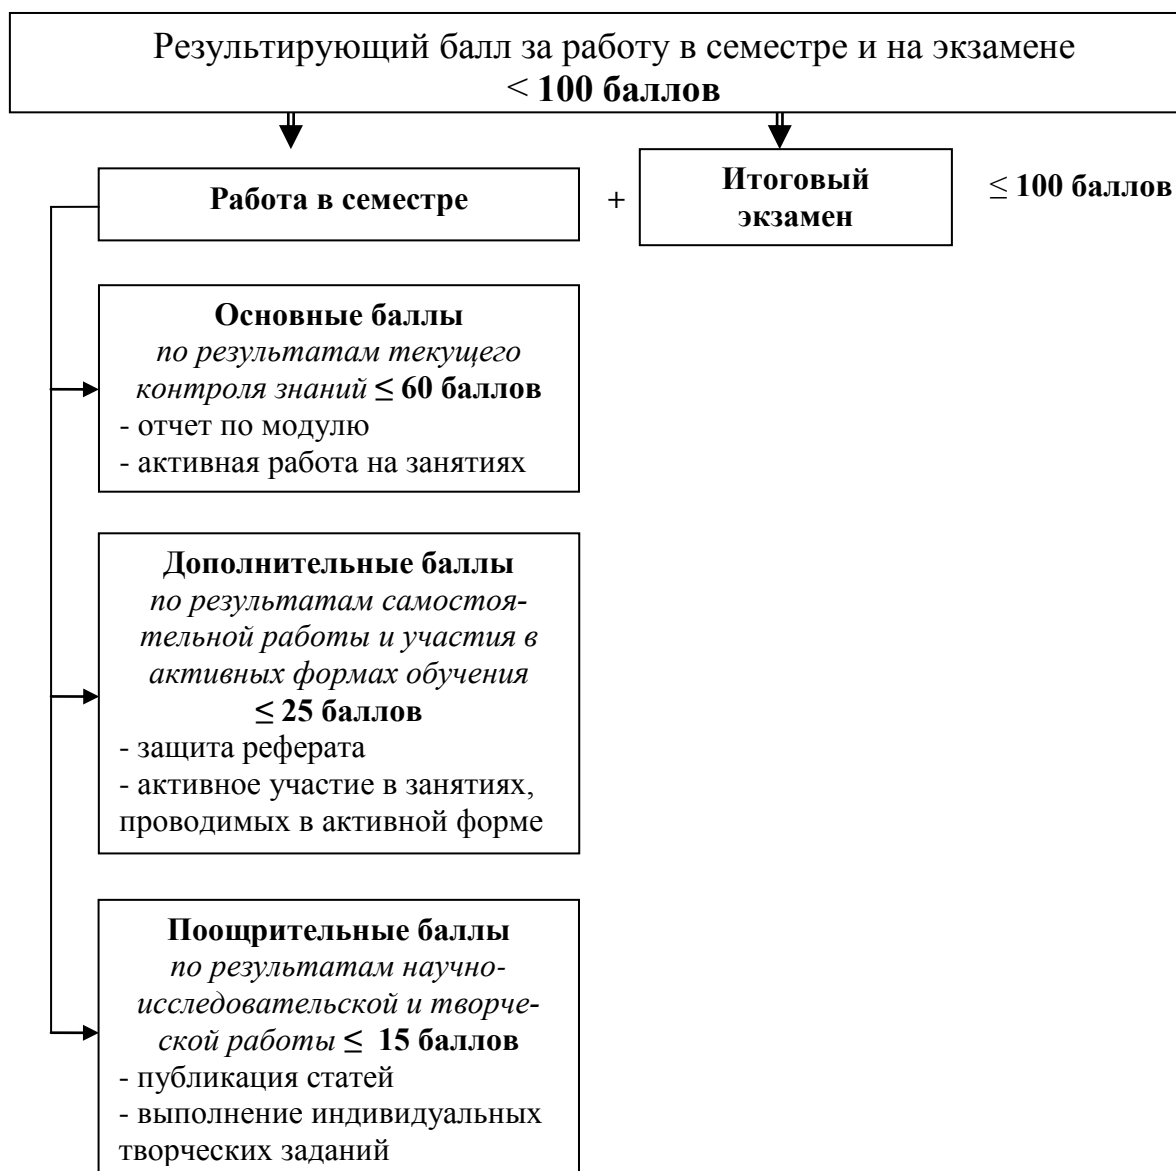 Результирующий балл за работу в семестре и на экзамене
< 100 баллов
Работа в семестре
+
Итоговый
экзамен
≤ 100 баллов
Основные баллы
по результатам текущего
контроля знаний ≤ 60 баллов
- отчет по модулю
- активная работа на занятиях
Дополнительные баллы
по результатам самостоя-
тельной работы и участия в
активных формах обучения
≤ 25 баллов
- защита реферата
- активное участие в занятиях,
проводимых в активной форме
Поощрительные баллы
по результатам научно-
исследовательской и творче-
ской работы ≤ 15 баллов
- публикация статей
- выполнение индивидуальных
творческих заданий